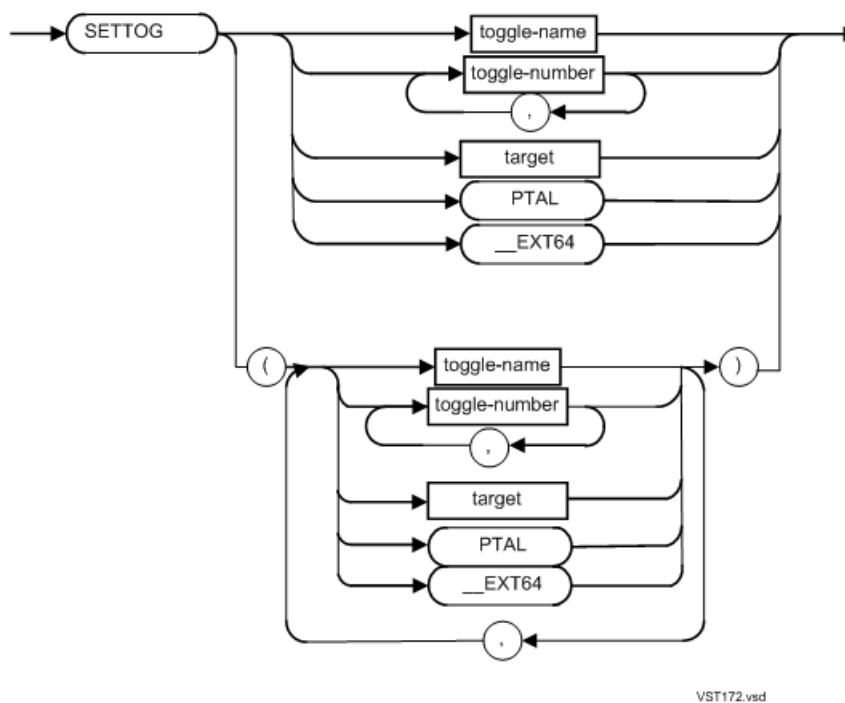 SETTOG
toggle-name
toggle-number
,
target
PTAL
__EXT64
(
toggle-name
)
toggle-number
,
target
PTAL
__EXT64
,
VST172.vsd